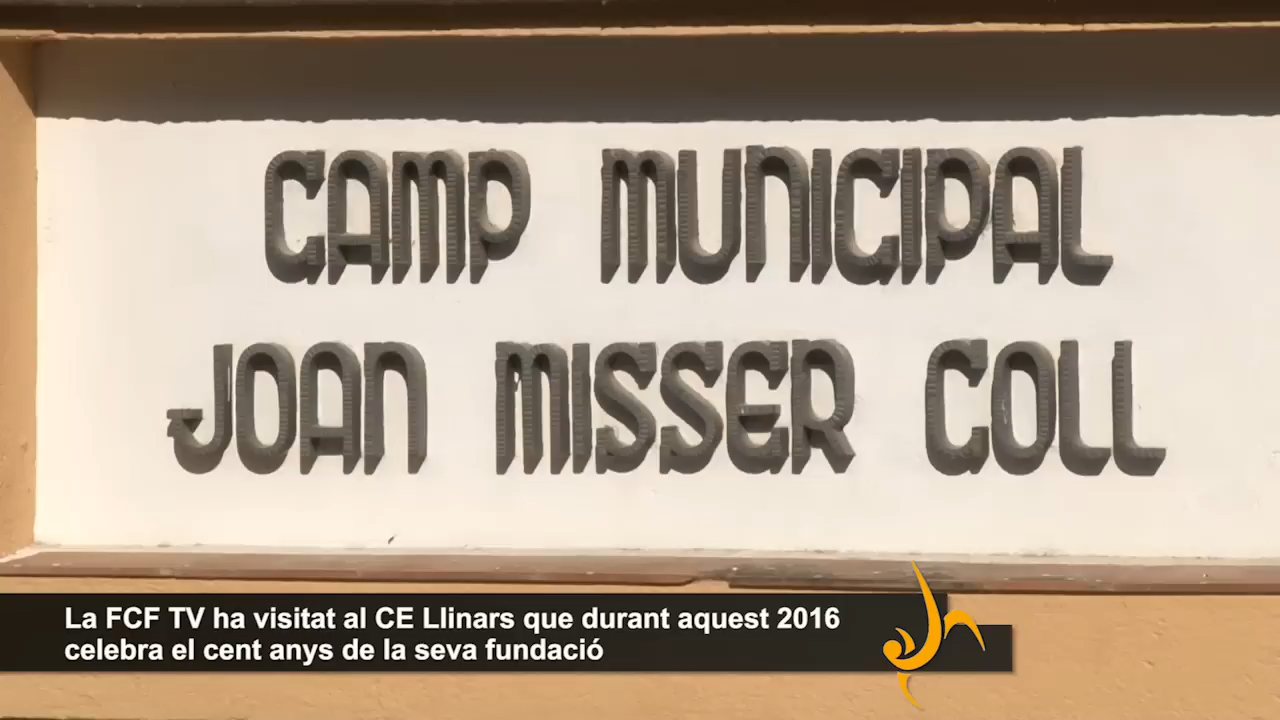 CAMP MUNICIPAL
JOAN MISSER COLL
La FCF TV ha visitat al CE Llinars que durant aquest 2016
celebra el cent anys de la seva fundació